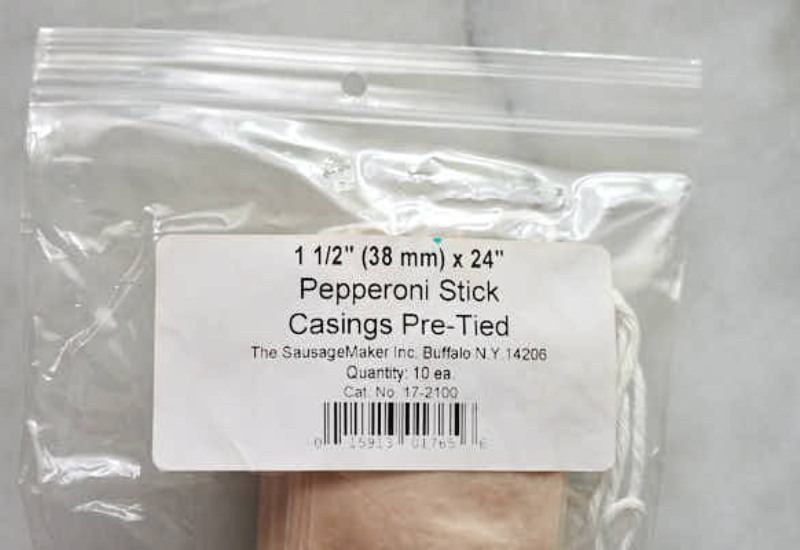 1 1/2" (38 mm) x 24"
Pepperoni Stick
Casings Pre-Tied
The SausageMaker Inc. Buffalo N.Y.14206
Quantity: 10 ea.
Cat. No. 17-2100
0 15913 01765 6